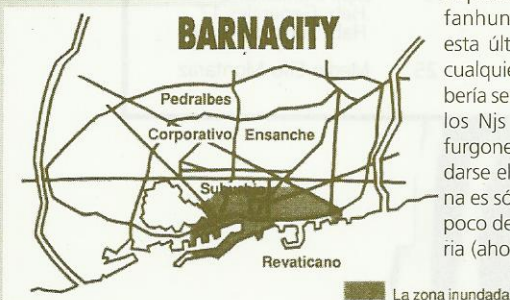 BARNACITY
Pedralbes
Corporativo Ensanche
Revaticano
La zona inundada
fanhun
esta últ
cualquie
bería se
los Njs
furgone
darse el
na es só
poco de
ria (aho